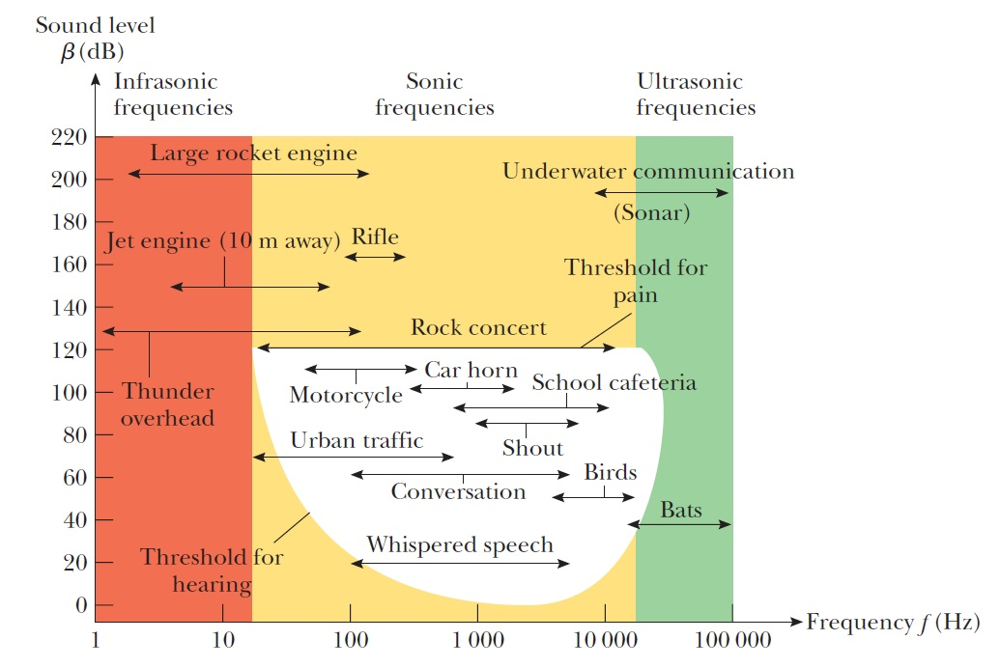 Sound level
β (dB)
Infrasonic
frequencies
Sonic
frequencies
Ultrasonic
frequencies
220
Large rocket engine
200
Underwater communication
(Sonar)
180
Jet engine (10 m away)
Rifle
160
Threshold for
pain
140
Rock concert
120
Car horn
Motorcycle
School cafeteria
100
Thunder
overhead
80
Urban traffic
Shout
60
Birds
Conversation
40
Bats
Whispered speech
20
Threshold for
hearing
0
Frequency f (Hz)
1
10
100
1 000
10 000
100 000